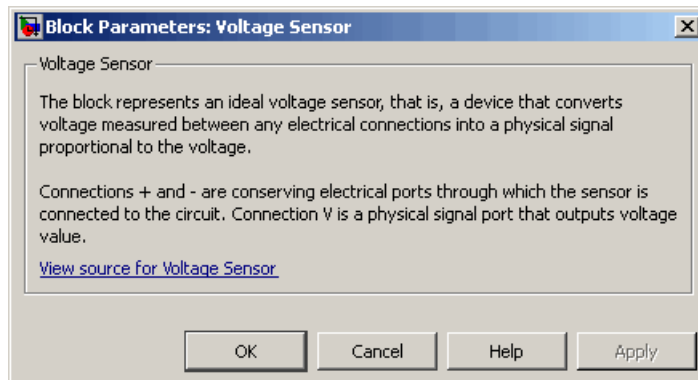 Block Parameters: Voltage Sensor
Voltage Sensor
The block represents an ideal voltage sensor, that is, a device that converts
voltage measured between any electrical connections into a physical signal
proportional to the voltage.
Connections + and - are conserving electrical ports through which the sensor is
connected to the circuit. Connection V is a physical signal port that outputs voltage
value.
View source for Voltage Sensor
OK Cancel Help Apply